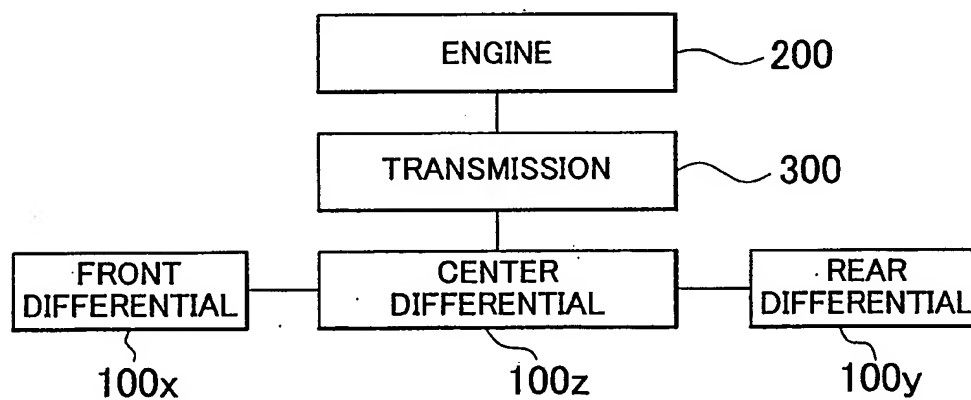 ENGINE
200
TRANSMISSION
300
FRONT
DIFFERENTIAL
CENTER
DIFFERENTIAL
REAR
DIFFERENTIAL
100x
100z
100y